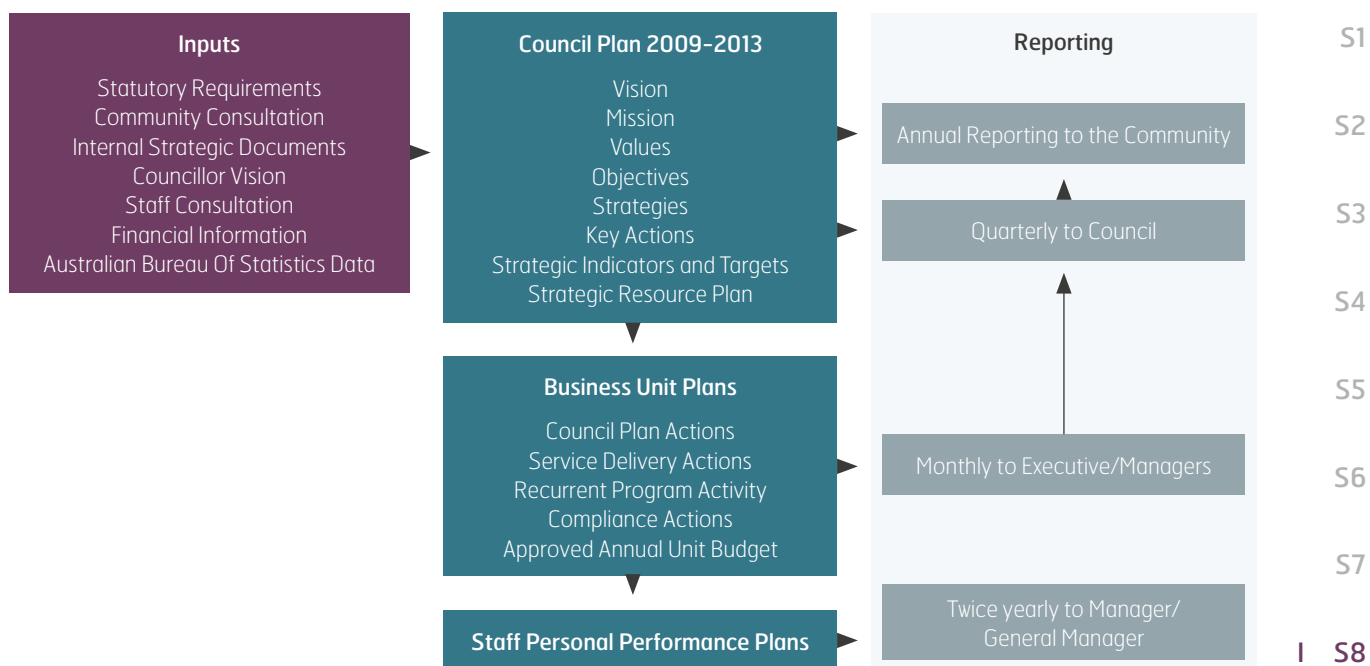 Inputs
Statutory Requirements
Community Consultation
Internal Strategic Documents
Councillor Vision
Staff Consultation
Financial Information
Australian Bureau Of Statistics Data
Council Plan 2009–2013
Vision
Mission
Values
Objectives
Strategies
Key Actions
Strategic Indicators and Targets
Strategic Resource Plan
Business Unit Plans
Council Plan Actions
Service Delivery Actions
Recurrent Program Activity
Compliance Actions
Approved Annual Unit Budget
Staff Personal Performance Plans
Reporting
Annual Reporting to the Community
Quarterly to Council
Monthly to Executive/Managers
Twice yearly to Manager/
General Manager
S1
S2
S3
S4
S5
S6
S7
I S8